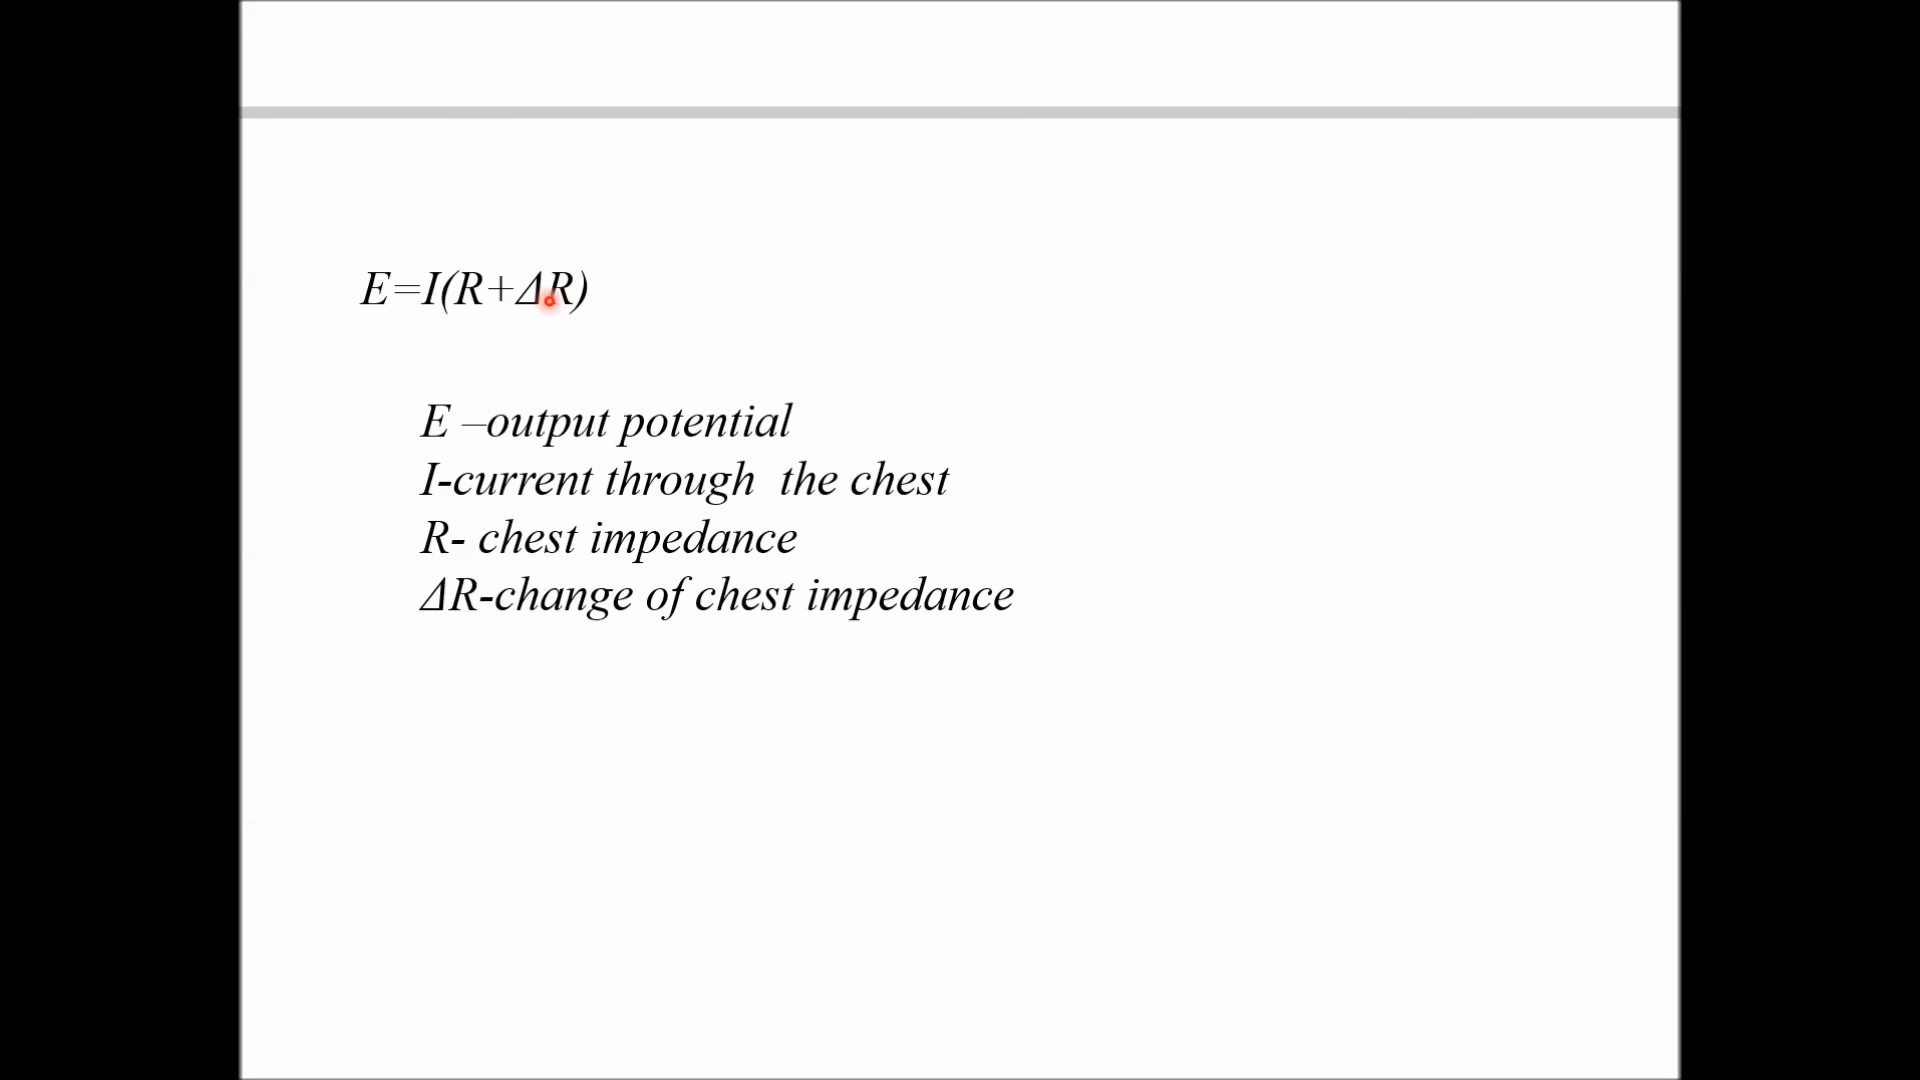 E=I(R+ΔR)
E –output potential
I-current through  the chest
R- chest impedance
ΔR-change of chest impedance